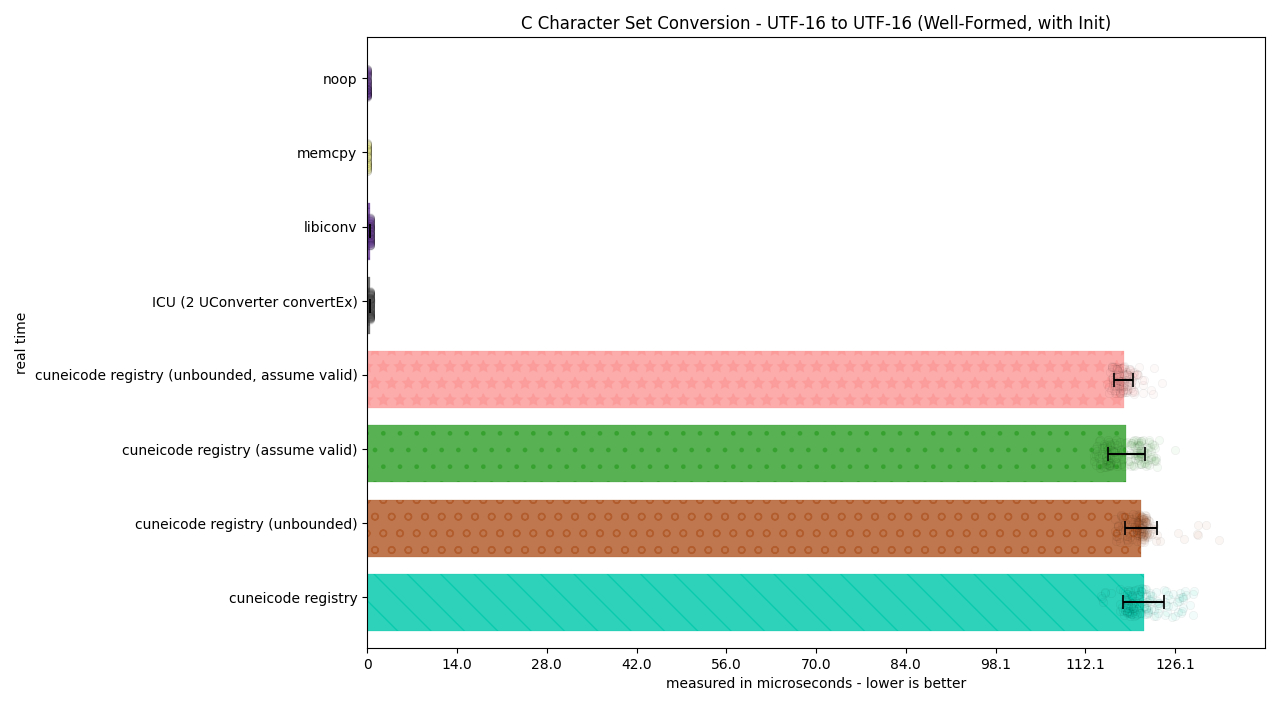 C Character Set Conversion - UTF-16 to UTF-16 (Well-Formed, with Init)
noop
memcpy
libiconv
ICU (2 UConverter convertEx)
real time
cuneicode registry (unbounded, assume valid)
cuneicode registry (assume valid)
cuneicode registry (unbounded)
cuneicode registry
0 14.0 28.0 42.0 56.0 70.0 84.0 98.1 112.1 126.1
measured in microseconds - lower is better